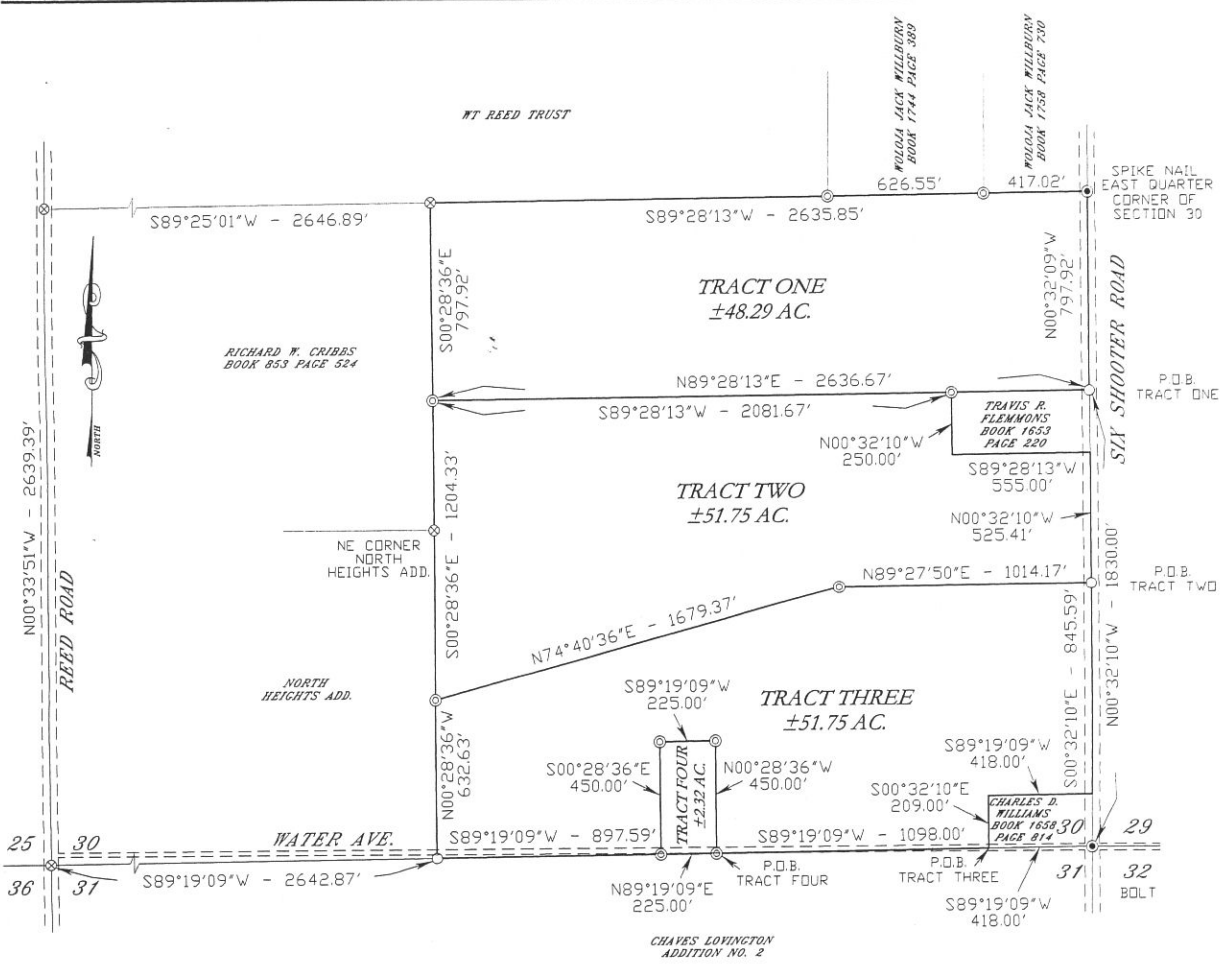 WOLOJA JACK WILLBURN
BOOK 1744 PAGE 389
WOLOJA JACK WILLBURN
BOOK 1758 PAGE 730
WT REED TRUST
626.55'
417.02'
SPIKE NAIL
EAST QUARTER
CORNER OF
SECTION 30
S89°25'01"W - 2646.89'
S89°28'13"W - 2635.85'
S00°28'36"E
797.92'
TRACT ONE
±48.29 AC.
N00°32'09"W
797.92'
SIX SHOOTER ROAD
NORTH
RICHARD W. CRIBBS
BOOK 853 PAGE 524
N89°28'13"E - 2636.67'
P.O.B.
TRACT ONE
S89°28'13"W - 2081.67'
TRAVIS R.
FLEMMONS
BOOK 1653
PAGE 220
N00°32'10"W
250.00'
S89°28'13"W
555.00'
N00°33'51"W - 2639.39'
REED ROAD
S00°28'36"E - 1204.33'
TRACT TWO
±51.75 AC.
N00°32'10"W
525.41'
NE CORNER
NORTH
HEIGHTS ADD.
N89°27'50"E - 1014.17'
P.O.B.
TRACT TWO
N74°40'36"E - 1679.37'
S00°32'10"E - 845.59'
N00°32'10"W - 1830.00'
NORTH
HEIGHTS ADD.
S89°19'09"W
225.00'
TRACT THREE
±51.75 AC.
N00°28'36"W
632.63'
S00°28'36"E
450.00'
TRACT FOUR
±2.32 AC.
N00°28'36"W
450.00'
S89°19'09"W
418.00'
S00°32'10"E
209.00'
CHARLES D.
WILLIAMS
BOOK 1658
PAGE 814
25 30
WATER AVE.
S89°19'09"W - 897.59'
S89°19'09"W - 1098.00'
30 29
36 31
S89°19'09"W - 2642.87'
N89°19'09"E
225.00'
P.O.B.
TRACT FOUR
P.O.B.
TRACT THREE
S89°19'09"W
418.00'
31 32
BOLT
CHAVES LOVINGTON
ADDITION NO. 2